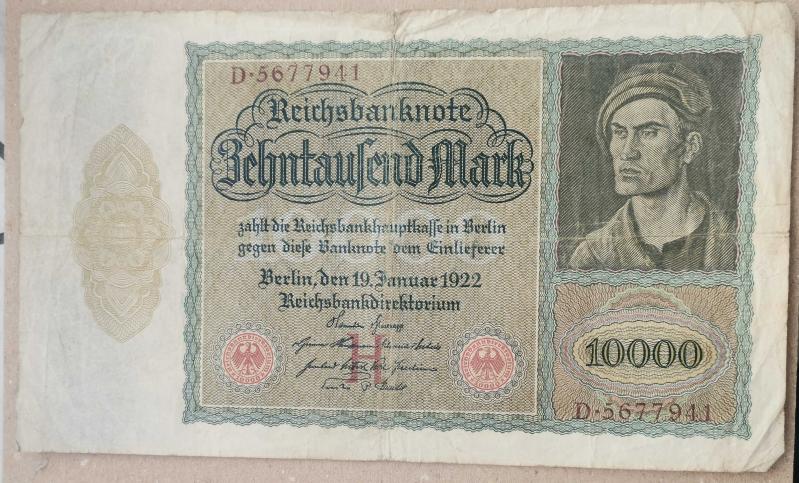 D·5677941
Reichsbanknote
Zehntausend Mark
zahlt die Reichsbankhauptkasse in Berlin
gegen diese Banknote dem Einlieferer
Berlin, den 19. Januar 1922
Reichsbankdirektorium
H
10000
D·5677941